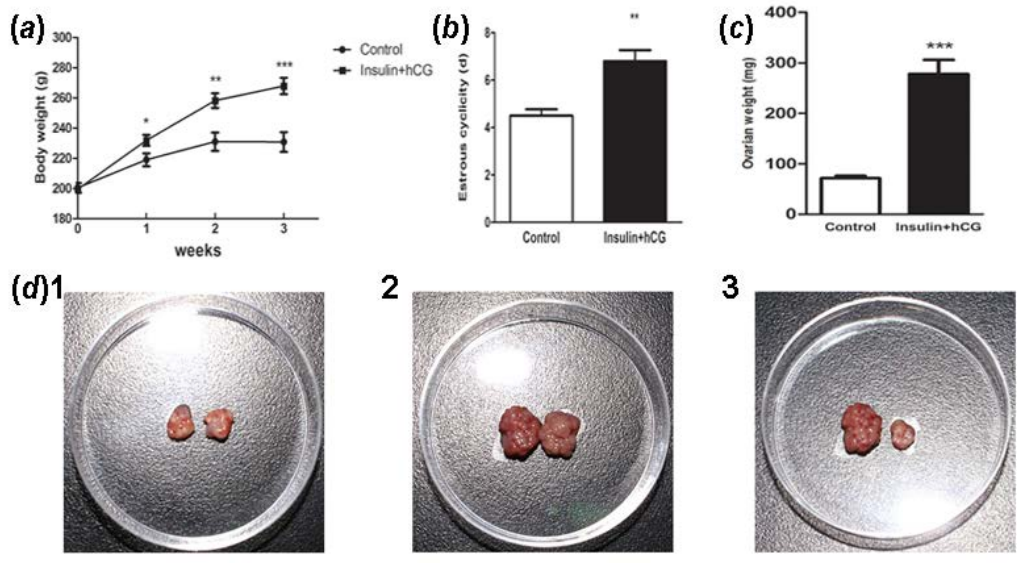 (a)
Body weight (g)
300
280
260
240
220
200
180
*
**
***
0
1
2
3
weeks
Control
Insulin+hCG
(b)
Estrous cyclicity (d)
8
6
4
2
0
**
Control
Insulin+hCG
(c)
Ovarian weight (mg)
400
300
200
100
0
***
Control
Insulin+hCG
(d)1
2
3